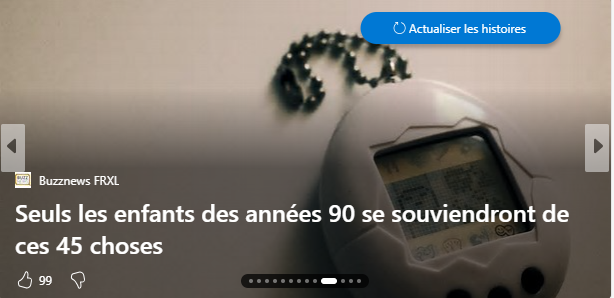 Actualiser les histoires
Buzznews FRXL
Seuls les enfants des années 90 se souviendront de
ces 45 choses
99